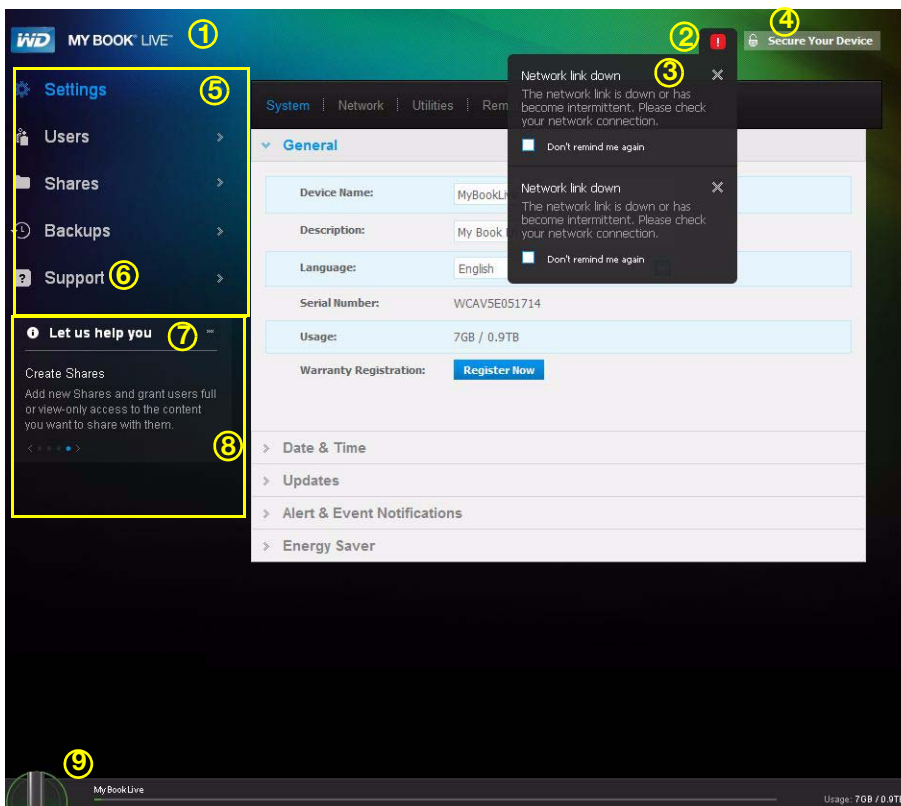 WD MY BOOK® LIVE™ ①
② ! ④ Secure Your Device
Settings ⑤
Users
Shares
Backups
Support ⑥
System | Network | Utilities | Rem
③
Network link down
The network link is down or has
become intermittent. Please check
your network connection.
Don't remind me again
Network link down
The network link is down or has
become intermittent. Please check
your network connection.
Don't remind me again
General
Device Name: MyBookLi
Description: My Book
Language: English
Serial Number: WCAV5E051714
Usage: 7GB / 0.9TB
Warranty Registration: Register Now
Let us help you ⑦
Create Shares
Add new Shares and grant users full
or view-only access to the content
you want to share with them.
⑧
Date & Time
Updates
Alert & Event Notifications
Energy Saver
⑨
MyBookLive
Usage: 7GB / 0.9T